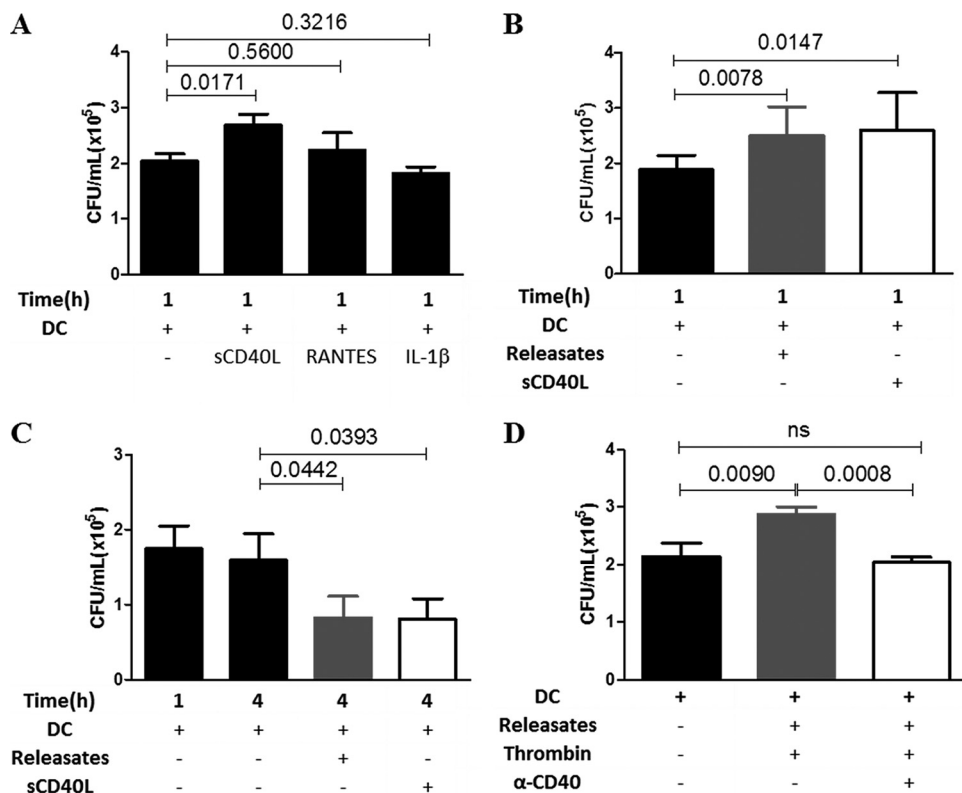 A
0.3216
0.5600
0.0171
4
3
2
1
0
CFU/mL(x10⁵)
Time(h) 1 1 1 1
DC + + + +
- sCD40L RANTES IL-1β
B
0.0147
0.0078
4
3
2
1
0
CFU/mL(x10⁵)
Time(h) 1 1 1
DC + + +
Releasates - + -
sCD40L - - +
C
0.0393
0.0442
3
2
1
0
CFU/mL(x10⁵)
Time(h) 1 4 4 4
DC + + + +
Releasates - - + -
sCD40L - - - +
D
ns
0.0090 0.0008
4
3
2
1
0
CFU/mL(x10⁵)
DC + + +
Releasates - + +
Thrombin - + +
α-CD40 - - +